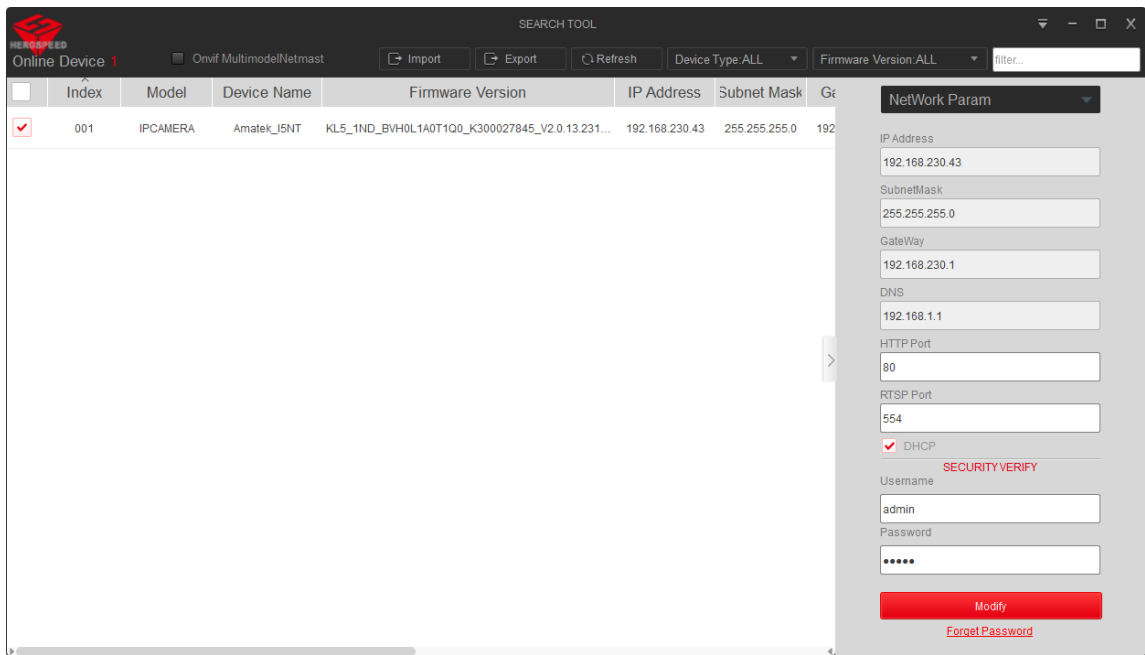 SEARCH TOOL
HEROSPEED
Online Device 1
Onvif MultimodelNetmast
Import
Export
Refresh
Device Type:ALL
Firmware Version:ALL
filter...
Index Model Device Name Firmware Version IP Address Subnet Mask Ga
001 IPCAMERA Amatek_I5NT KL5_1ND_BVH0L1A0T1Q0_K300027845_V2.0.13.231... 192.168.230.43 255.255.255.0 192
NetWork Param
IP Address
192.168.230.43
SubnetMask
255.255.255.0
GateWay
192.168.230.1
DNS
192.168.1.1
HTTP Port
80
RTSP Port
554
DHCP
SECURITY VERIFY
Username
admin
Password
•••••
Modify
Forget Password